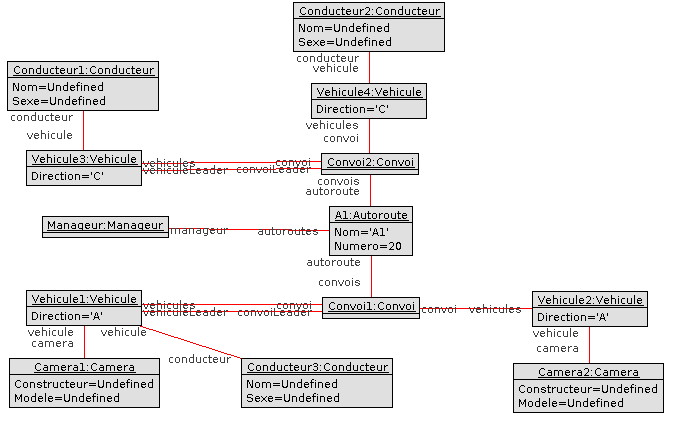 Conducteur2:Conducteur
Nom=Undefined
Sexe=Undefined
conducteur
vehicule
Conducteur1:Conducteur
Nom=Undefined
Sexe=Undefined
conducteur
vehicule
Vehicule4:Vehicule
Direction='C'
vehicules
convoi
Vehicule3:Vehicule
Direction='C'
vehicules
vehiculeLeader
convoi
convoiLeader
Convoi2:Convoi
convois
autoroute
Manageur:Manageur
manageur
autoroutes
A1:Autoroute
Nom='A1'
Numero=20
autoroute
convois
Vehicule1:Vehicule
Direction='A'
vehicules
vehiculeLeader
convoi
convoiLeader
Convoi1:Convoi
convoi
vehicules
Vehicule2:Vehicule
Direction='A'
vehicule
camera
vehicule
conducteur
vehicule
camera
Camera1:Camera
Constructeur=Undefined
Modele=Undefined
Conducteur3:Conducteur
Nom=Undefined
Sexe=Undefined
Camera2:Camera
Constructeur=Undefined
Modele=Undefined